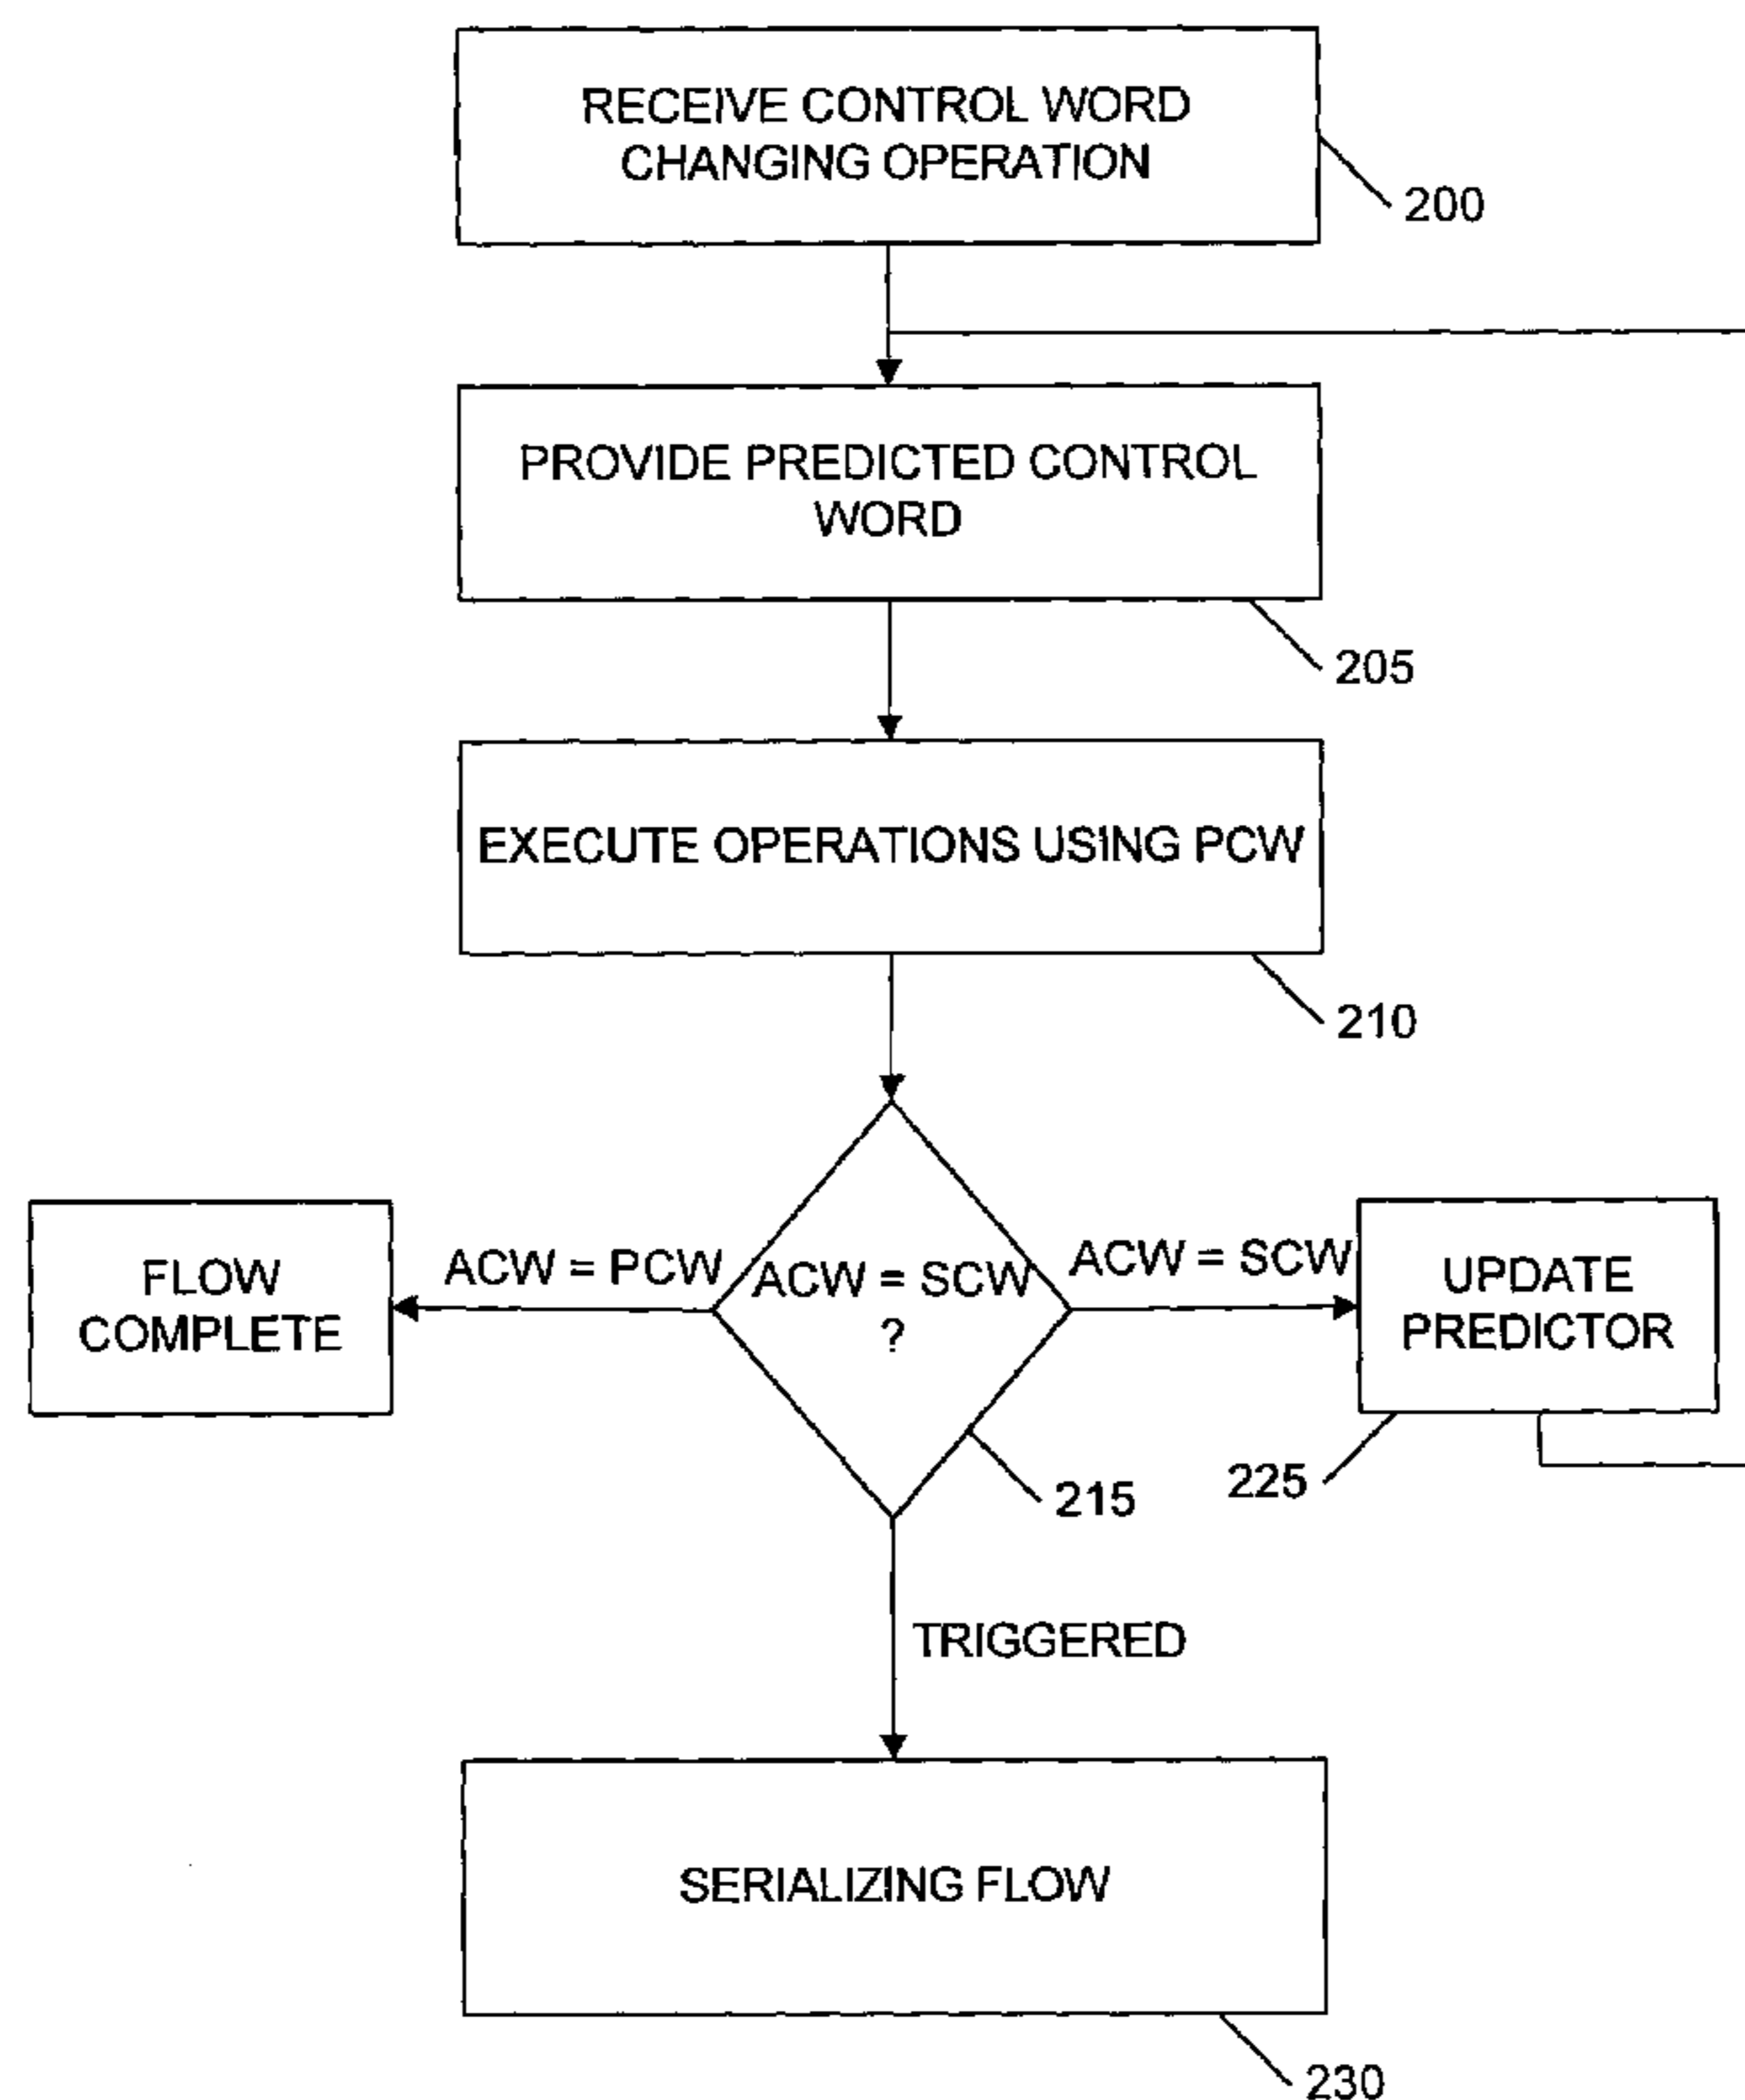 RECEIVE CONTROL WORD
CHANGING OPERATION
200
PROVIDE PREDICTED CONTROL
WORD
205
EXECUTE OPERATIONS USING PCW
210
FLOW
COMPLETE
ACW = PCW
ACW = SCW
?
ACW = SCW
UPDATE
PREDICTOR
215
225
TRIGGERED
SERIALIZING FLOW
230